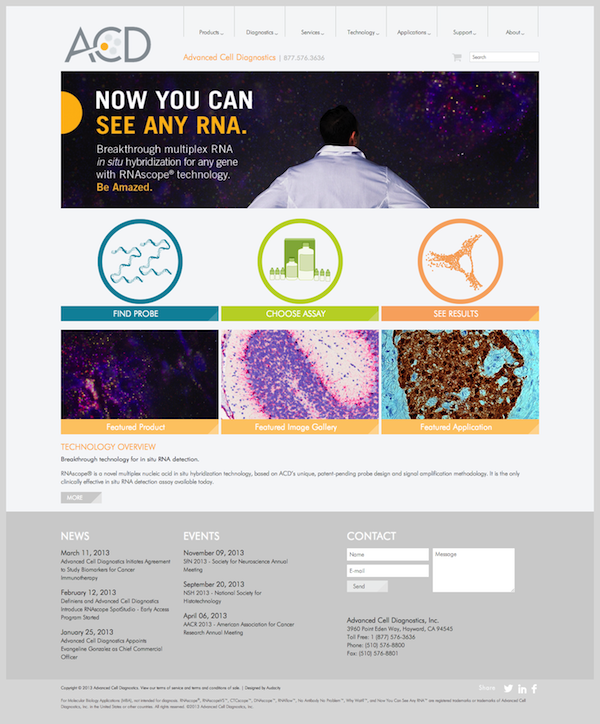 ACD
Products
Diagnostics
Services
Technology
Applications
Support
About
Advanced Cell Diagnostics | 877.576.3636
Search
NOW YOU CAN
SEE ANY RNA.
Breakthrough multiplex RNA
in situ hybridization for any gene
with RNAscope® technology.
Be Amazed.
FIND PROBE
CHOOSE ASSAY
SEE RESULTS
Featured Product
Featured Image Gallery
Featured Application
TECHNOLOGY OVERVIEW
Breakthrough technology for in situ RNA detection.
RNAscope® is a novel multiplex nucleic acid in situ hybridization technology, based on ACD's unique, patent-pending probe design and signal amplification methodology. It is the only
clinically effective in situ RNA detection assay available today.
MORE
NEWS
March 11, 2013
Advanced Cell Diagnostics Initiates Agreement
to Study Biomarkers for Cancer
Immunotherapy
February 12, 2013
Definiens and Advanced Cell Diagnostics
Introduce RNAscope SpotStudio - Early Access
Program Started
January 25, 2013
Advanced Cell Diagnostics Appoints
Evangeline Gonzalez as Chief Commercial
Officer
EVENTS
November 09, 2013
SfN 2013 - Society for Neuroscience Annual
Meeting
September 20, 2013
NSH 2013 - National Society for
Histotechnology
April 06, 2013
AACR 2013 - American Association for Cancer
Research Annual Meeting
CONTACT
Name
E-mail
Message
Send
Advanced Cell Diagnostics, Inc.
3960 Point Eden Way, Hayward, CA 94545
Toll Free: 1 (877) 576-3636
Phone: (510) 576-8800
Fax: (510) 576-8801
Share
Copyright © 2013 Advanced Cell Diagnostics. View our terms of service and terms and conditions of sale. | Designed by Audacity
For Molecular Biology Applications (MBA), not intended for diagnosis. RNAscope®, RNAscopeHS™, CTCscope™, DNAscope™, RNAflow™, No Antibody No Problem™, Why Wait?™, and Now You Can See Any RNA™ are registered trademarks or trademarks of Advanced Cell
Diagnostics, Inc. in the United States or other countries. All rights reserved. ©2013 Advanced Cell Diagnostics, Inc.